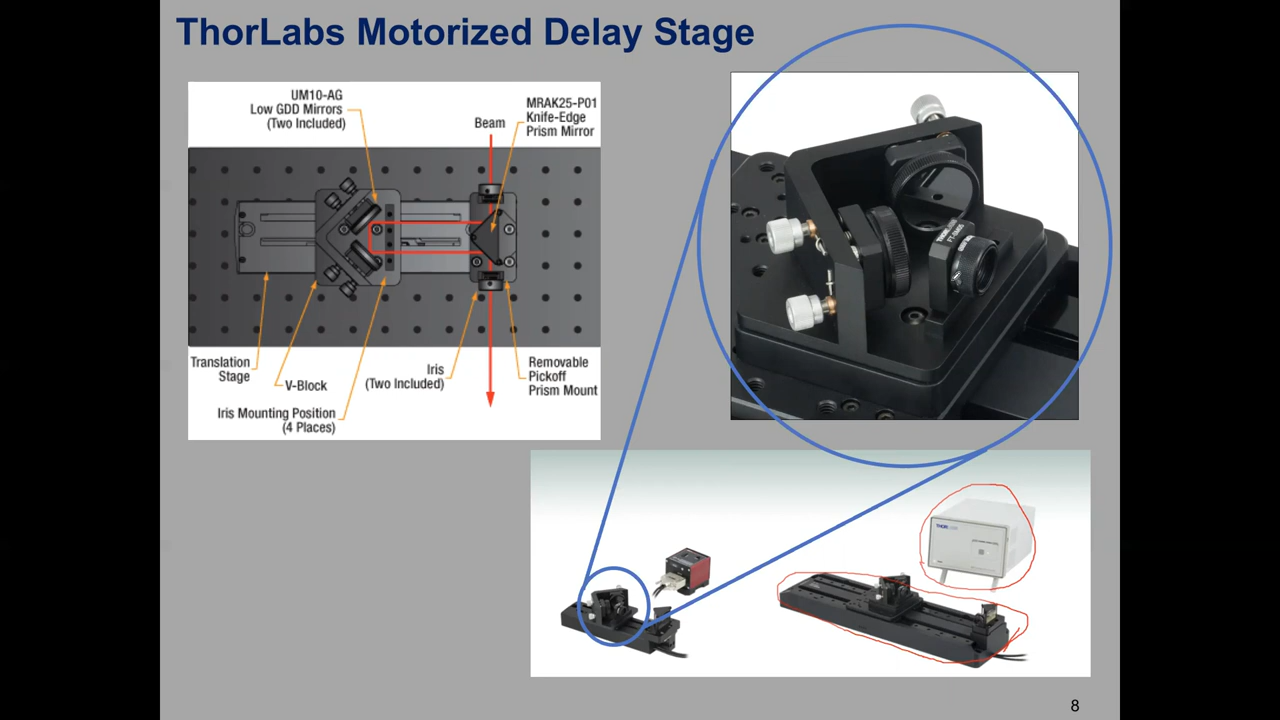 ThorLabs Motorized Delay Stage
UM10-AG
Low GDD Mirrors
(Two Included)
Beam
MRAK25-P01
Knife-Edge
Prism Mirror
Translation
Stage
V-Block
Iris Mounting Position
(4 Places)
Iris
(Two Included)
Removable
Pickoff
Prism Mount
THORLABS
8